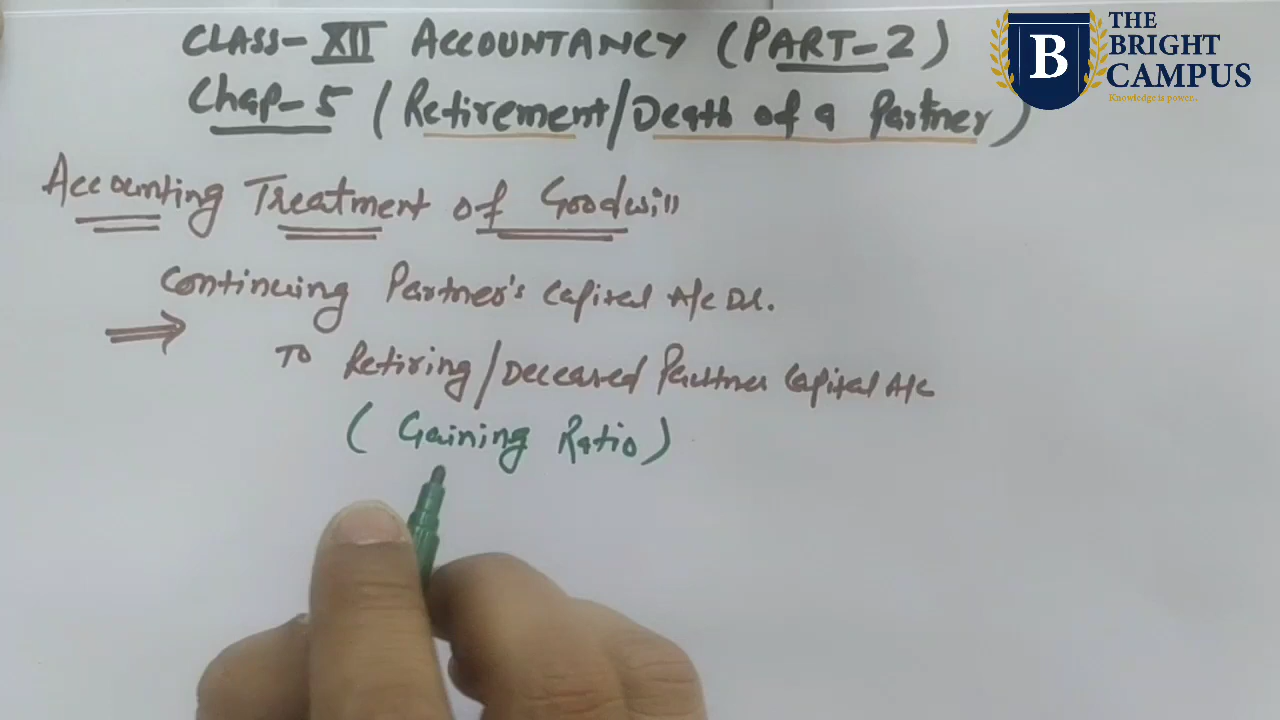 CLASS-XII ACCOUNTANCY (PART-2)
Chap-5 (Retirement/Death of a Partner)
Accounting Treatment of Goodwill
Continuing Partner's Capital A/c Dr.
To Retiring/Deceased Partner Capital A/c
(Gaining Ratio)
B
THE
BRIGHT
CAMPUS
Knowledge is power.